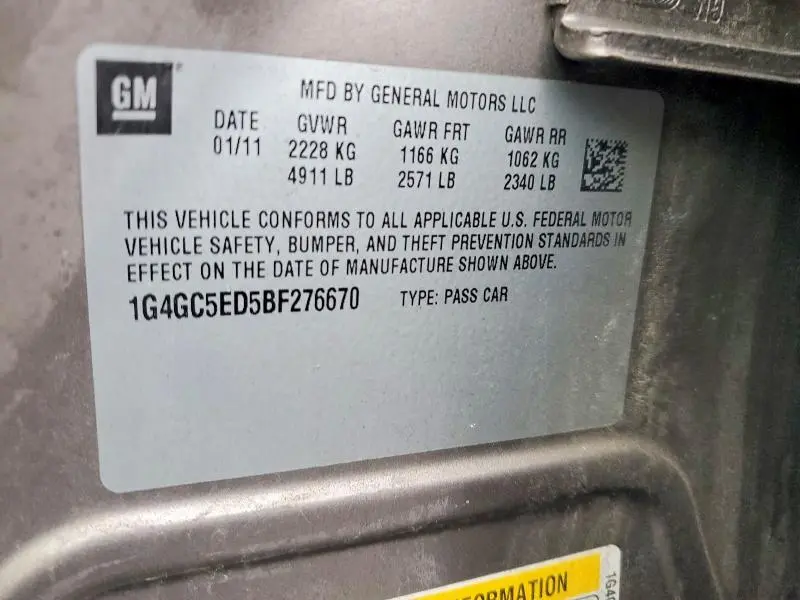 GM
MFD BY GENERAL MOTORS LLC
DATE GVWR GAWR FRT GAWR RR
01/11 2228 KG 1166 KG 1062 KG
4911 LB 2571 LB 2340 LB
THIS VEHICLE CONFORMS TO ALL APPLICABLE U.S. FEDERAL MOTOR
VEHICLE SAFETY, BUMPER, AND THEFT PREVENTION STANDARDS IN
EFFECT ON THE DATE OF MANUFACTURE SHOWN ABOVE.
1G4GC5ED5BF276670 TYPE: PASS CAR